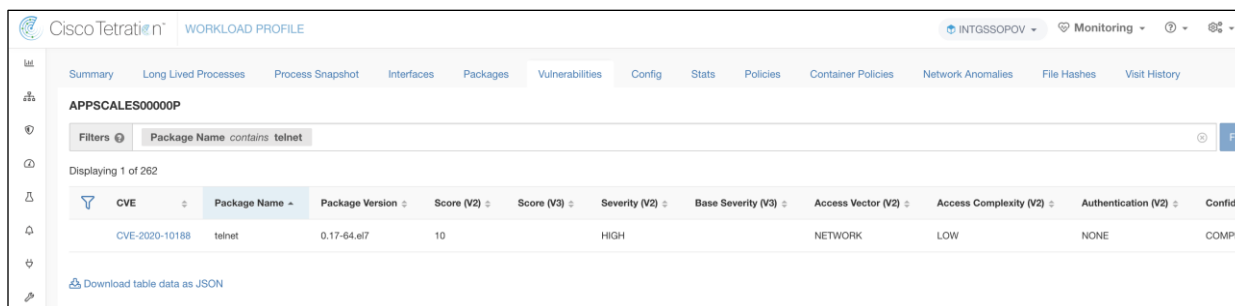 Cisco Tetration™ WORKLOAD PROFILE INTGSSOPOV Monitoring
Summary Long Lived Processes Process Snapshot Interfaces Packages Vulnerabilities Config Stats Policies Container Policies Network Anomalies File Hashes Visit History
APPSCALES00000P
Filters Package Name contains telnet F
Displaying 1 of 262
CVE Package Name Package Version Score (V2) Score (V3) Severity (V2) Base Severity (V3) Access Vector (V2) Access Complexity (V2) Authentication (V2) Confid
CVE-2020-10188 telnet 0.17-64.el7 10 HIGH NETWORK LOW NONE COMP
Download table data as JSON